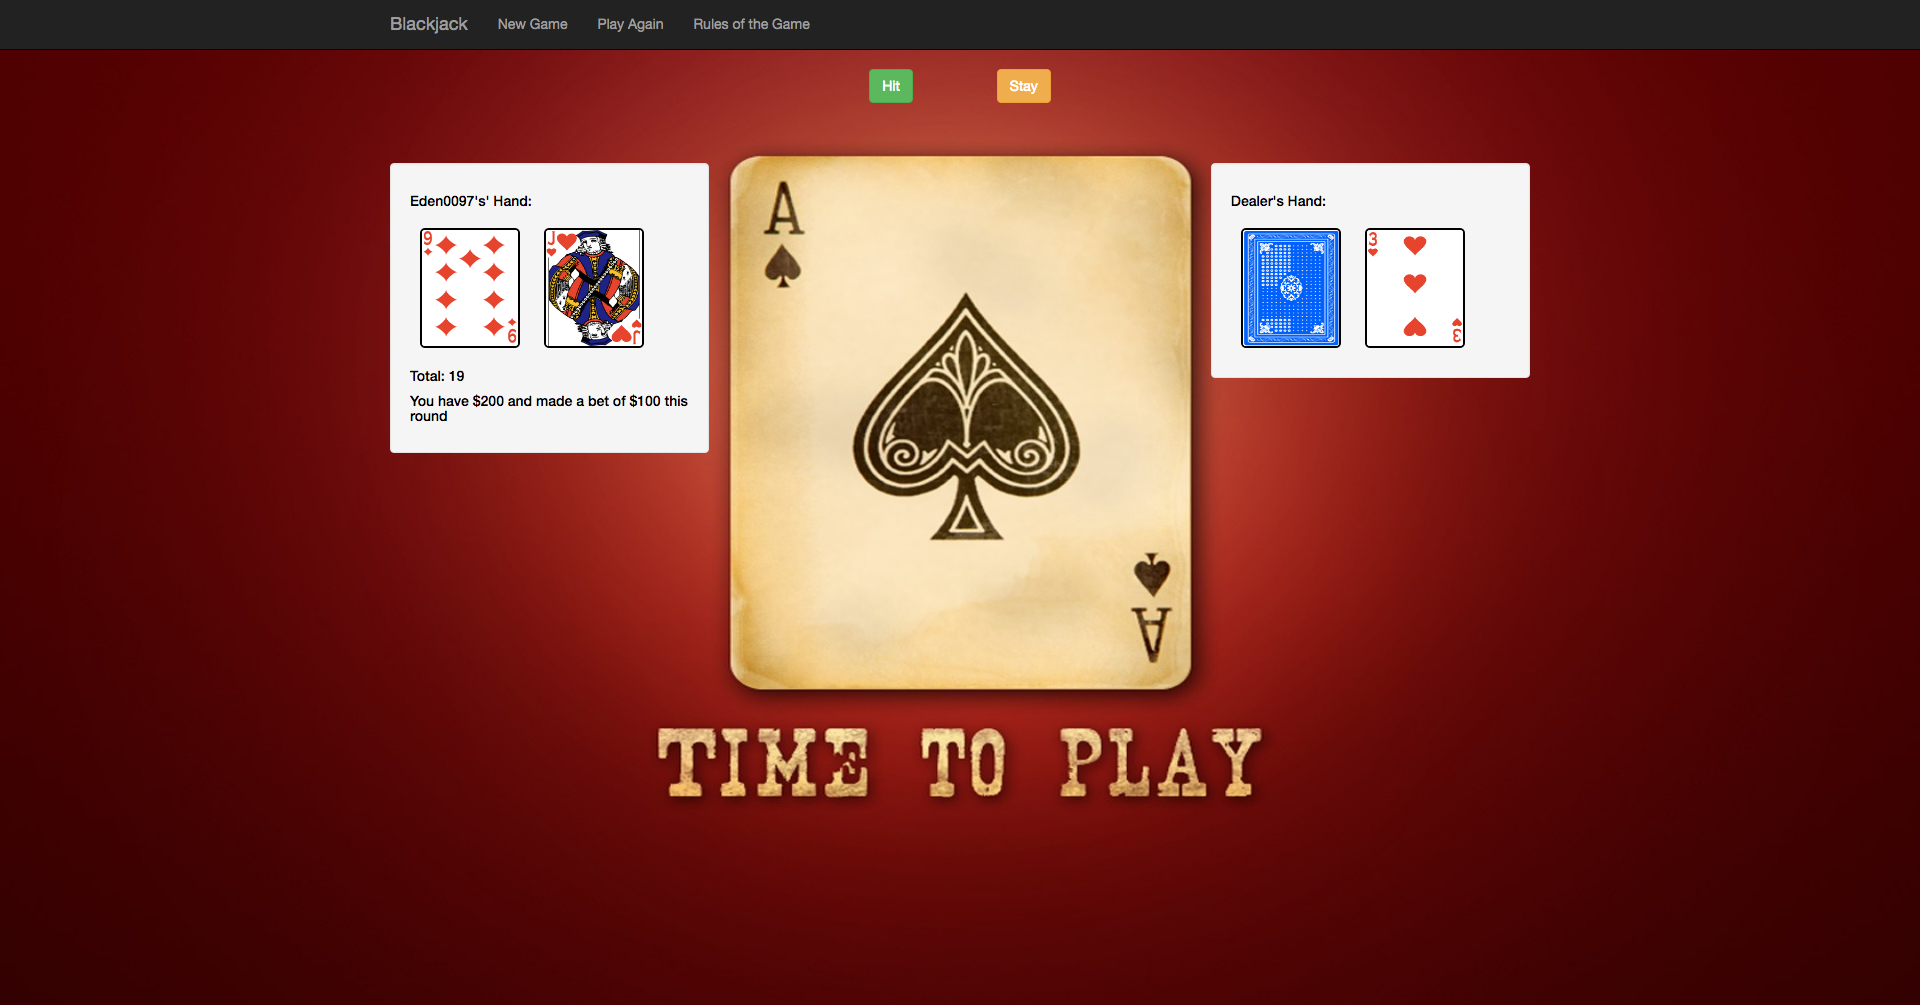 Blackjack New Game Play Again Rules of the Game
Hit Stay
Eden0097's' Hand:
9
J
6
J
Total: 19
You have $200 and made a bet of $100 this
round
A
A
Dealer's Hand:
3
3
TIME TO PLAY